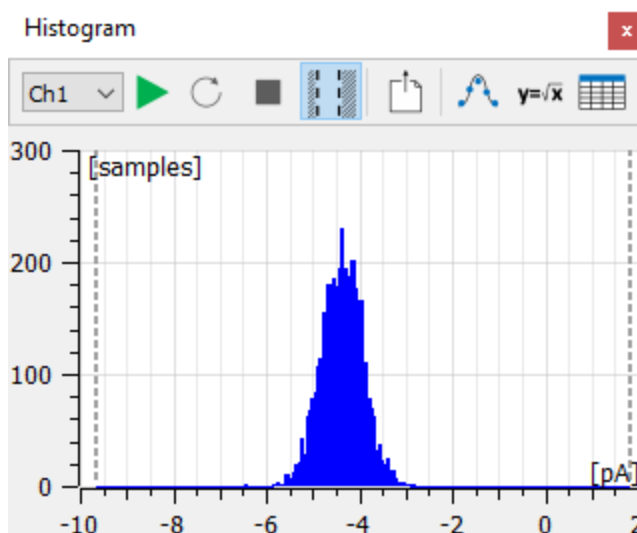 Histogram
x
Ch1
y=√x
300
[samples]
200
100
0
[pA]
-10
-8
-6
-4
-2
0
2